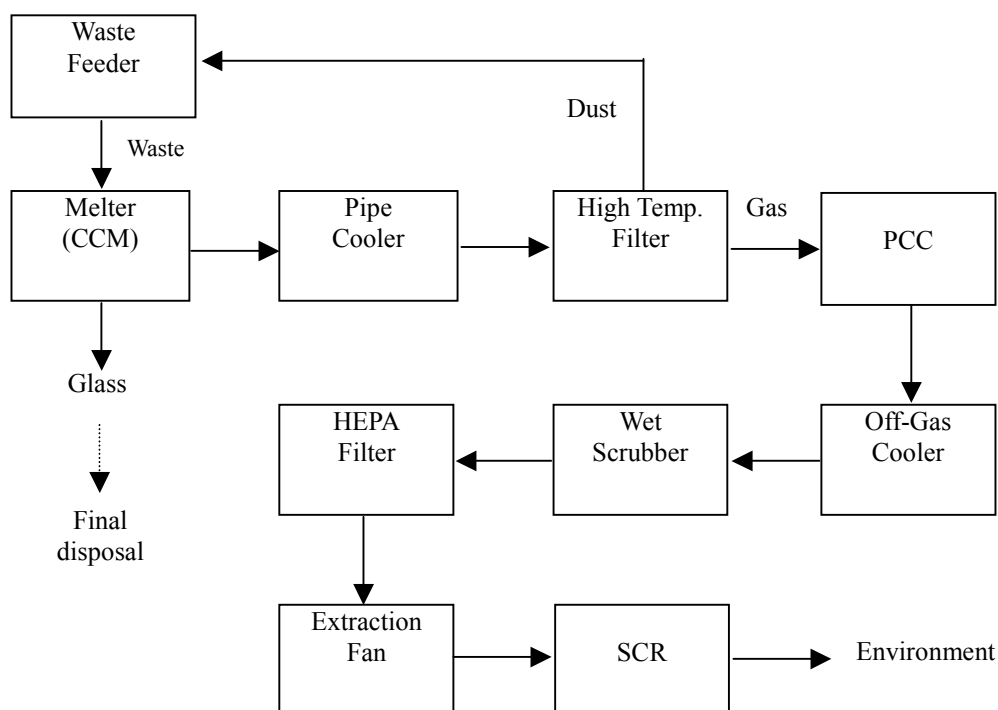 Waste
Feeder
Dust
Waste
Melter
(CCM)
Pipe
Cooler
High Temp.
Filter
Gas
PCC
Glass
Final
disposal
HEPA
Filter
Wet
Scrubber
Off-Gas
Cooler
Extraction
Fan
SCR
Environment